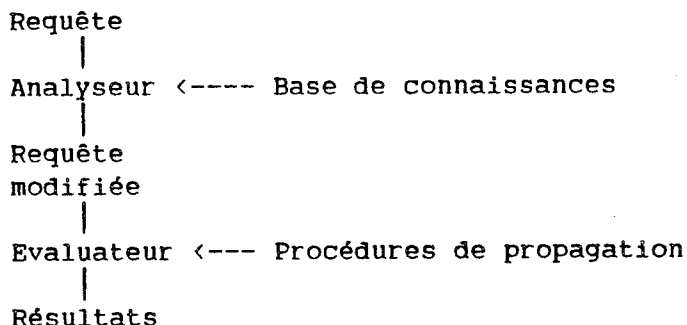 Requête
|
Analyseur <---- Base de connaissances
|
Requête
modifiée
|
Evaluateur <--- Procédures de propagation
|
Résultats